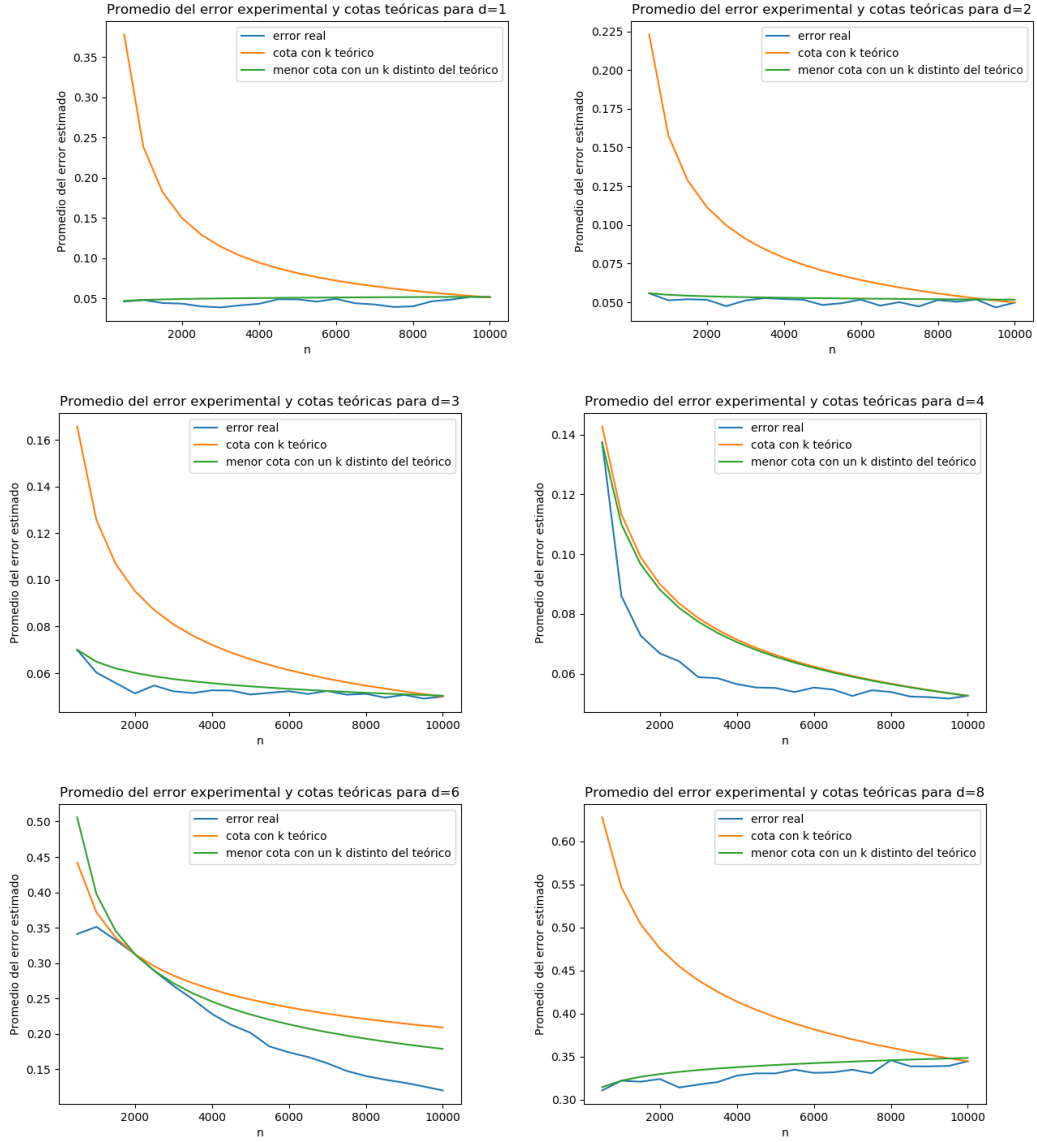 Promedio del error experimental y cotas teóricas para d=1
error real
cota con k teórico
menor cota con un k distinto del teórico
Promedio del error estimado
0.35
0.30
0.25
0.20
0.15
0.10
0.05
2000
4000
6000
8000
10000
n
Promedio del error experimental y cotas teóricas para d=2
error real
cota con k teórico
menor cota con un k distinto del teórico
Promedio del error estimado
0.225
0.200
0.175
0.150
0.125
0.100
0.075
0.050
2000
4000
6000
8000
10000
n
Promedio del error experimental y cotas teóricas para d=3
error real
cota con k teórico
menor cota con un k distinto del teórico
Promedio del error estimado
0.16
0.14
0.12
0.10
0.08
0.06
2000
4000
6000
8000
10000
n
Promedio del error experimental y cotas teóricas para d=4
error real
cota con k teórico
menor cota con un k distinto del teórico
Promedio del error estimado
0.14
0.12
0.10
0.08
0.06
2000
4000
6000
8000
10000
n
Promedio del error experimental y cotas teóricas para d=6
error real
cota con k teórico
menor cota con un k distinto del teórico
Promedio del error estimado
0.50
0.45
0.40
0.35
0.30
0.25
0.20
0.15
2000
4000
6000
8000
10000
n
Promedio del error experimental y cotas teóricas para d=8
error real
cota con k teórico
menor cota con un k distinto del teórico
Promedio del error estimado
0.60
0.55
0.50
0.45
0.40
0.35
0.30
2000
4000
6000
8000
10000
n